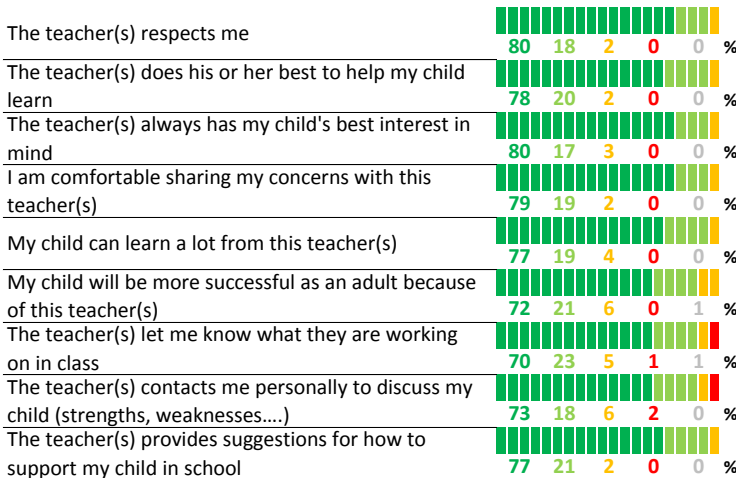 The teacher(s) respects me
80 18 2 0 0 %
The teacher(s) does his or her best to help my child
learn
78 20 2 0 0 %
The teacher(s) always has my child's best interest in
mind
80 17 3 0 0 %
I am comfortable sharing my concerns with this
teacher(s)
79 19 2 0 0 %
My child can learn a lot from this teacher(s)
77 19 4 0 0 %
My child will be more successful as an adult because
of this teacher(s)
72 21 6 0 1 %
The teacher(s) let me know what they are working
on in class
70 23 5 1 1 %
The teacher(s) contacts me personally to discuss my
child (strengths, weaknesses....)
73 18 6 2 0 %
The teacher(s) provides suggestions for how to
support my child in school
77 21 2 0 0 %